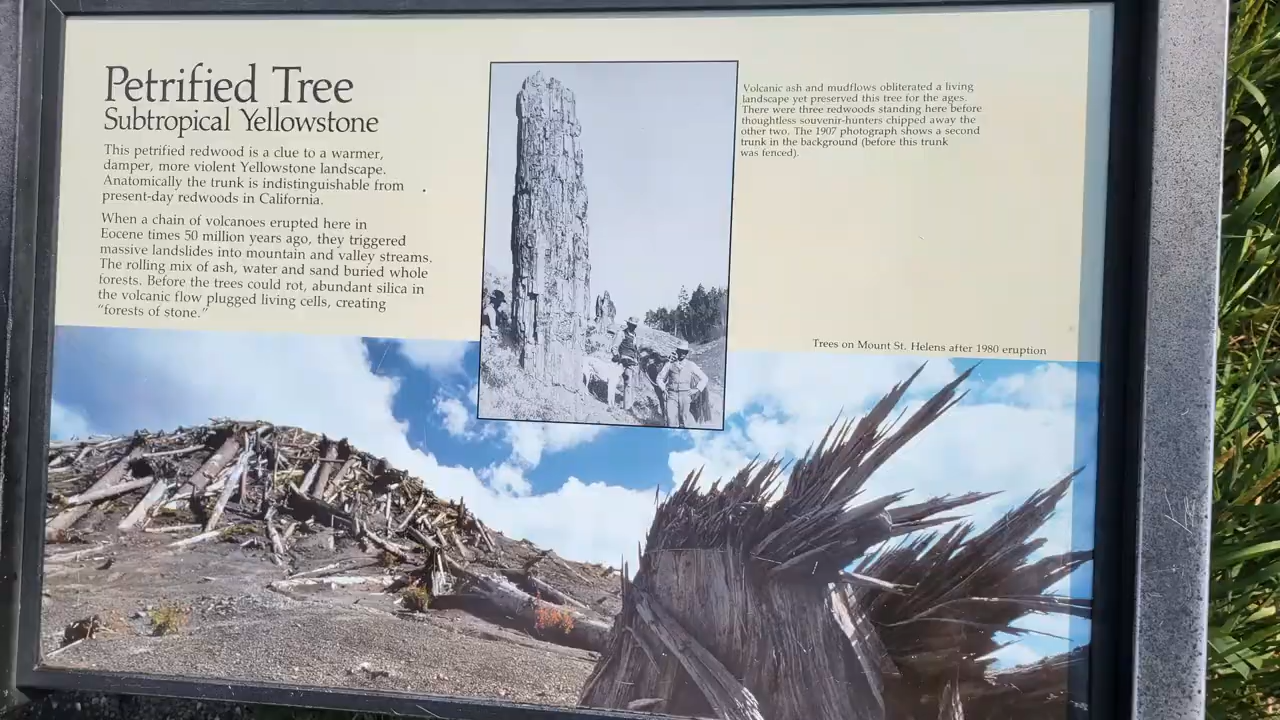 Petrified Tree
Subtropical Yellowstone
This petrified redwood is a clue to a warmer,
damper, more violent Yellowstone landscape.
Anatomically the trunk is indistinguishable from
present-day redwoods in California.
When a chain of volcanoes erupted here in
Eocene times 50 million years ago, they triggered
massive landslides into mountain and valley streams.
The rolling mix of ash, water and sand buried whole
forests. Before the trees could rot, abundant silica in
the volcanic flow plugged living cells, creating
“forests of stone.”
Volcanic ash and mudflows obliterated a living
landscape yet preserved this tree for the ages.
There were three redwoods standing here before
thoughtless souvenir-hunters chipped away the
other two. The 1907 photograph shows a second
trunk in the background (before this trunk
was fenced).
Trees on Mount St. Helens after 1980 eruption